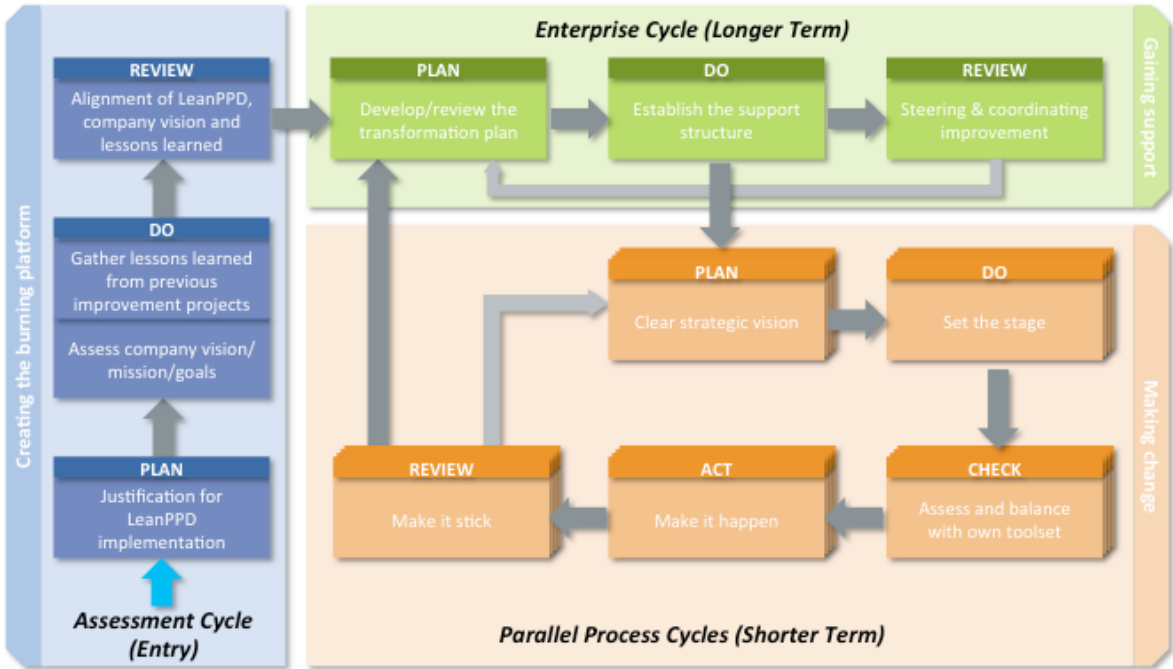 Creating the burning platform
REVIEW
Alignment of LeanPPD,
company vision and
lessons learned
DO
Gather lessons learned
from previous
improvement projects
Assess company vision/
mission/goals
PLAN
Justification for
LeanPPD
implementation
Assessment Cycle
(Entry)
Enterprise Cycle (Longer Term)
PLAN
Develop/review the
transformation plan
DO
Establish the support
structure
REVIEW
Steering & coordinating
improvement
Gaining support
PLAN
Clear strategic vision
DO
Set the stage
REVIEW
Make it stick
ACT
Make it happen
CHECK
Assess and balance
with own toolset
Making change
Parallel Process Cycles (Shorter Term)